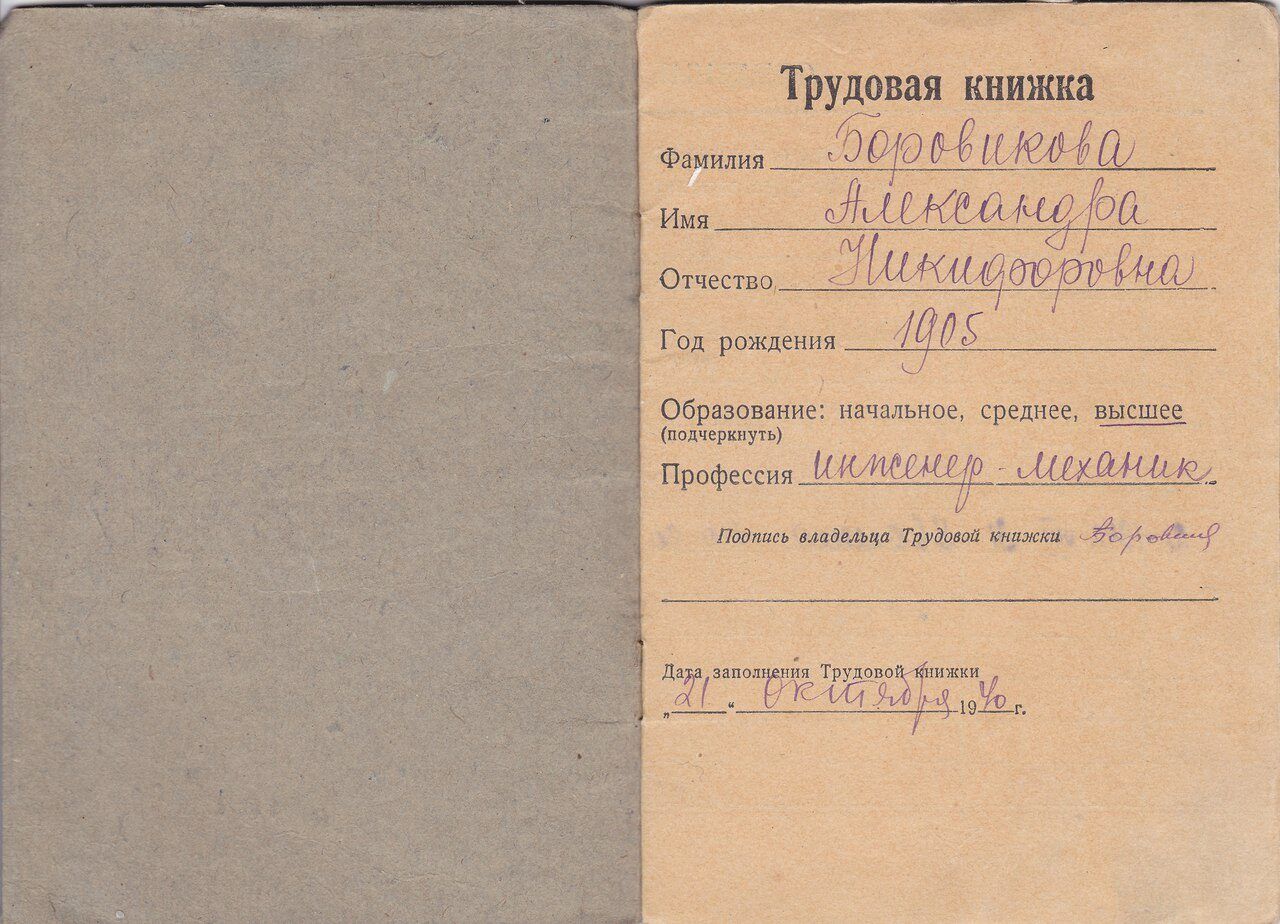 Трудовая книжка
Фамилия Боровикова
Имя Александра
Отчество Никифоровна
Год рождения 1905
Образование: начальное, среднее, высшее
(подчеркнуть)
Профессия инженер - механик
Подпись владельца Трудовой книжки
Дата заполнения Трудовой книжки
„21“ октября 1940 г.